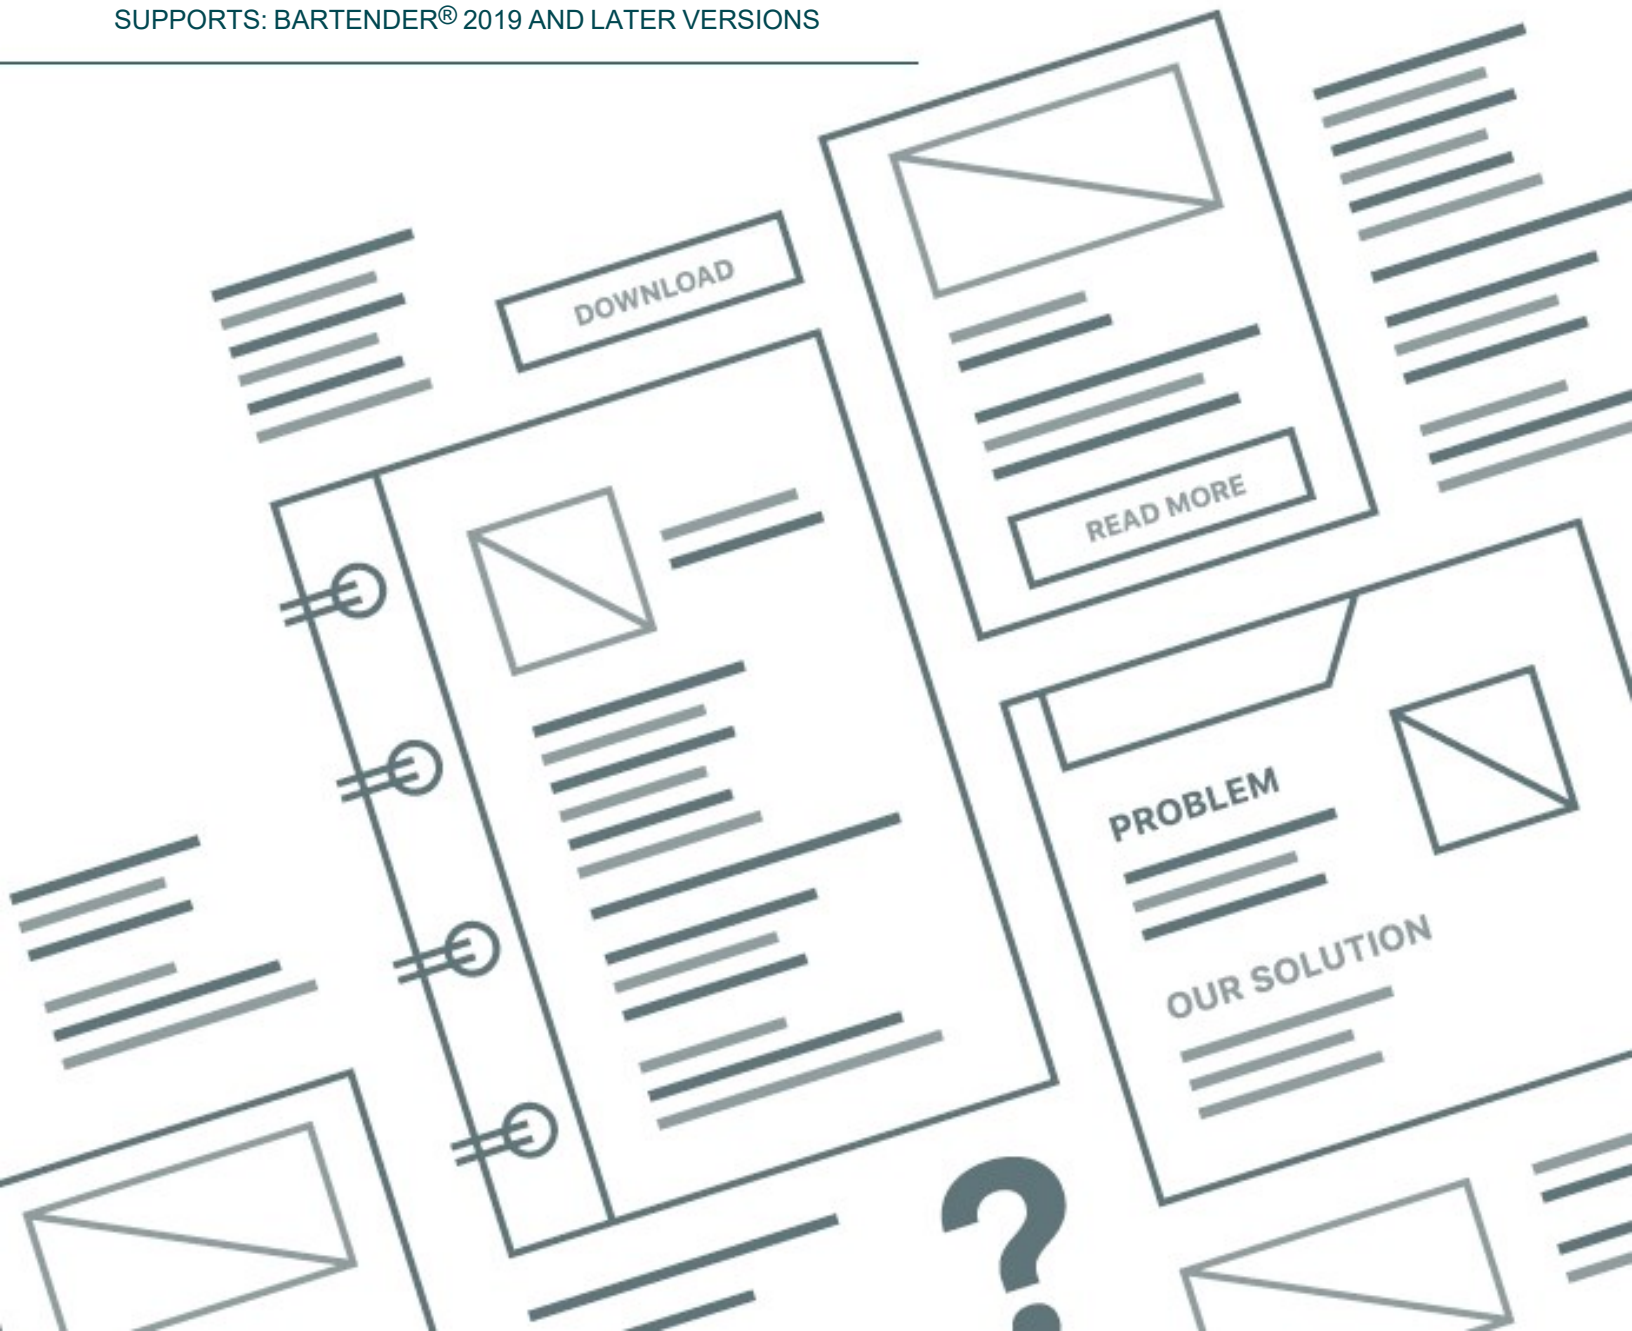 SUPPORTS: BARTENDER® 2019 AND LATER VERSIONS
DOWNLOAD
READ MORE
PROBLEM
OUR SOLUTION
?